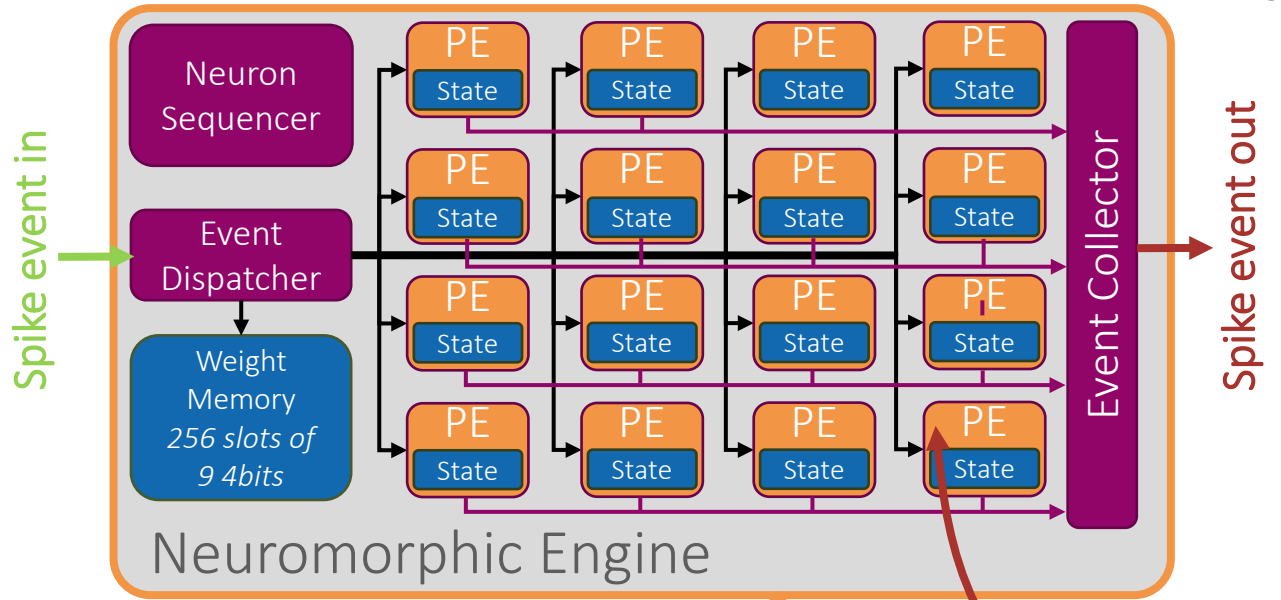 Spike event in
Neuron
Sequencer
Event
Dispatcher
Weight
Memory
256 slots of
9 4bits
PE
State
PE
State
PE
State
PE
State
PE
State
PE
State
PE
State
PE
State
PE
State
PE
State
PE
State
PE
State
PE
State
PE
State
PE
State
PE
State
Event Collector
Spike event out
Neuromorphic Engine